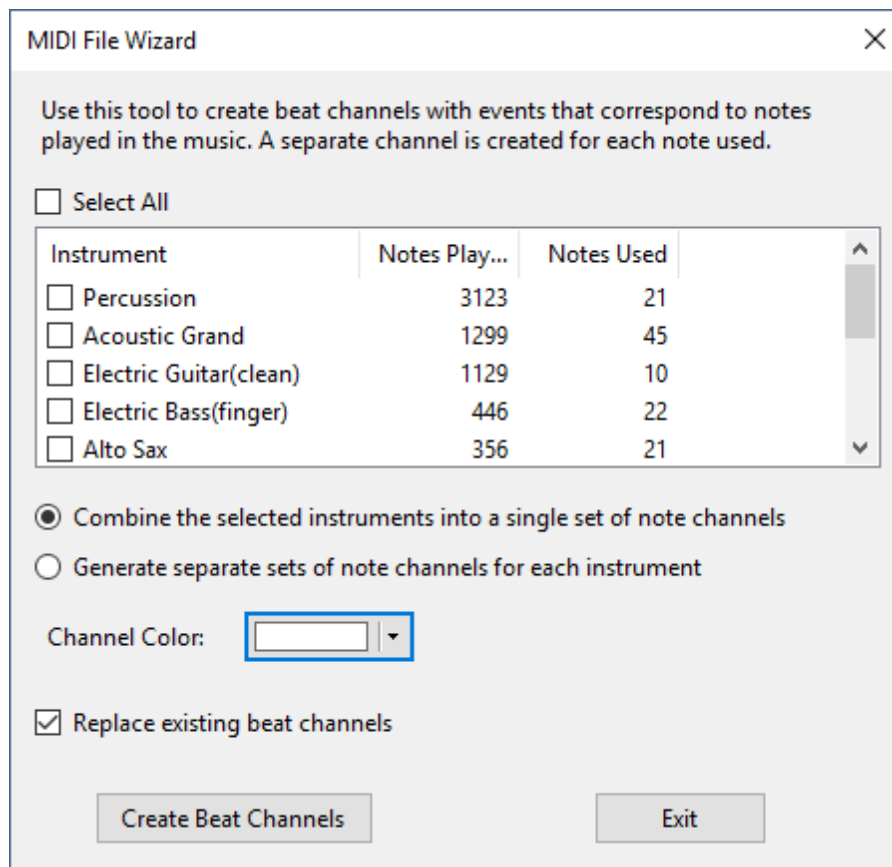 MIDI File Wizard
Use this tool to create beat channels with events that correspond to notes
played in the music. A separate channel is created for each note used.
Select All
Instrument Notes Play... Notes Used
Percussion 3123 21
Acoustic Grand 1299 45
Electric Guitar(clean) 1129 10
Electric Bass(finger) 446 22
Alto Sax 356 21
Combine the selected instruments into a single set of note channels
Generate separate sets of note channels for each instrument
Channel Color:
Replace existing beat channels
Create Beat Channels Exit